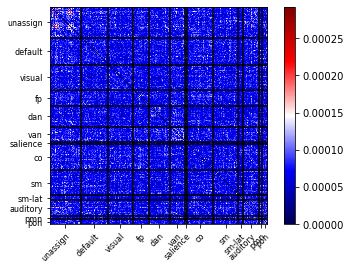 unassign
default
visual
fp
dan
van
salience
co
sm
sm-lat
auditory
pmn
pon
unassign
default
visual
fp
dan
van
salience
co
sm
sm-lat
auditory
0.00025
0.00020
0.00015
0.00010
0.00005
0.00000